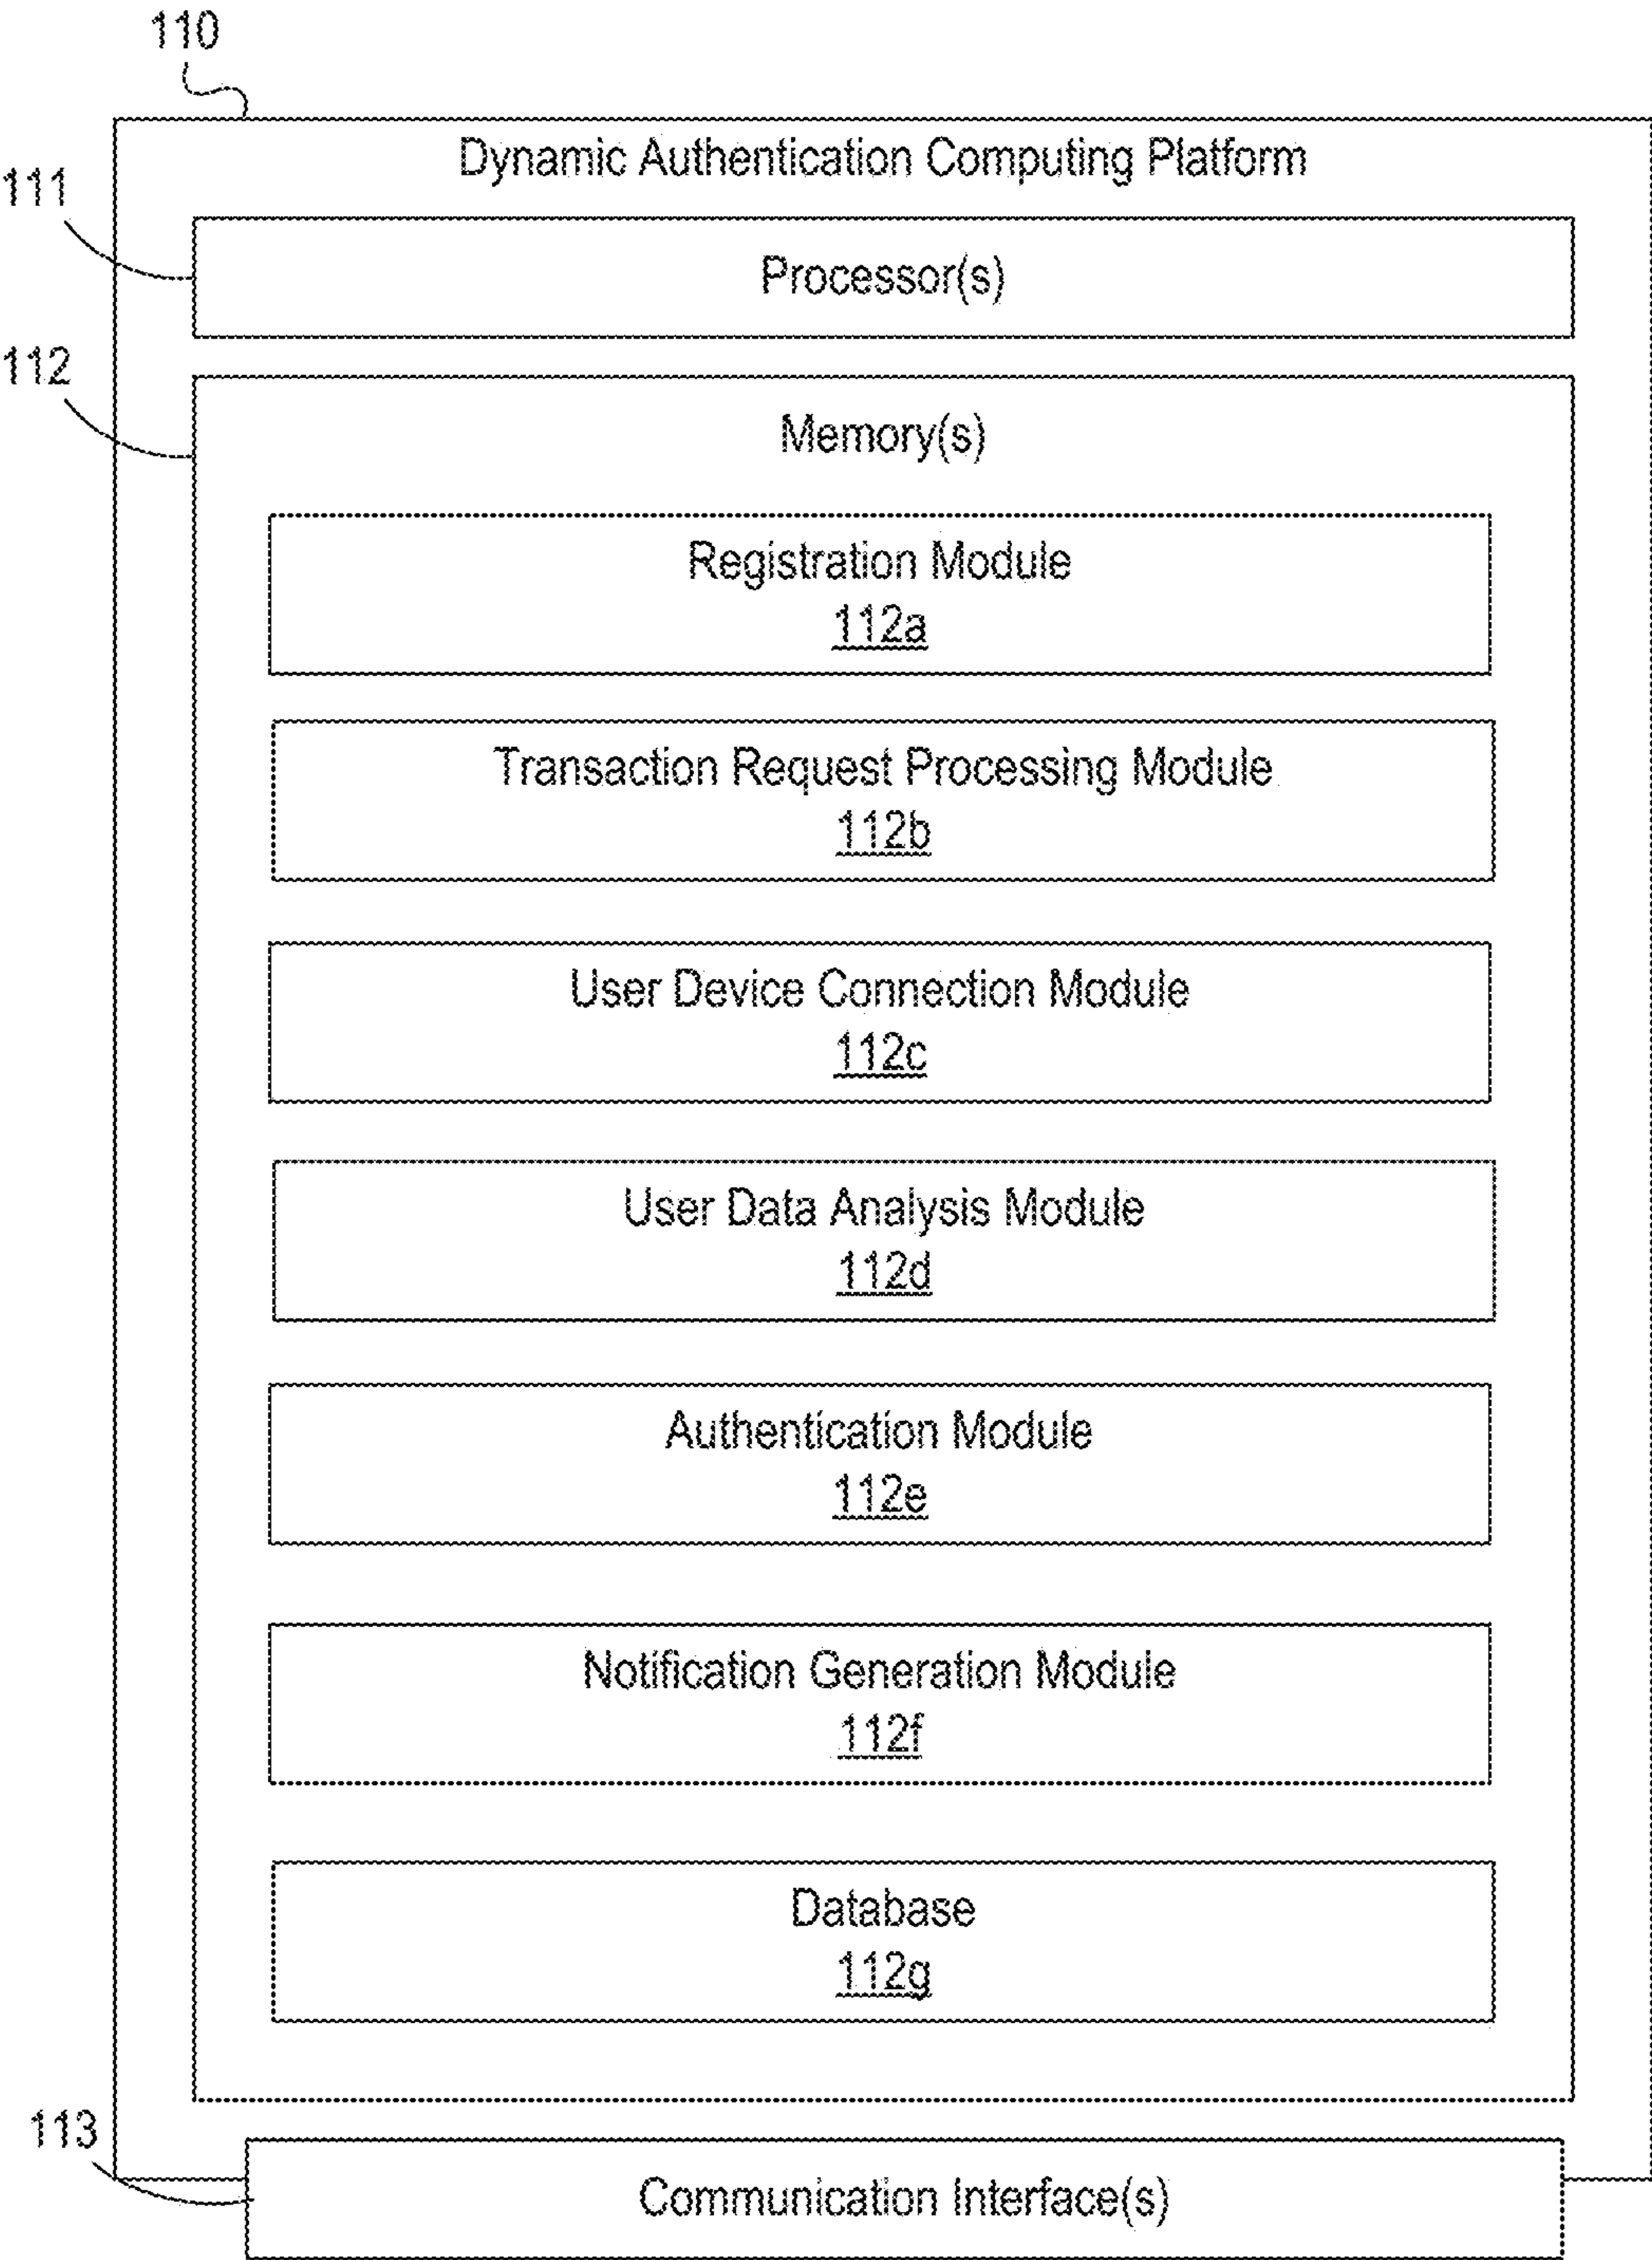 110
Dynamic Authentication Computing Platform
111
Processor(s)
112
Memory(s)
Registration Module
112a
Transaction Request Processing Module
112b
User Device Connection Module
112c
User Data Analysis Module
112d
Authentication Module
112e
Notification Generation Module
112f
Database
112g
113
Communication Interface(s)